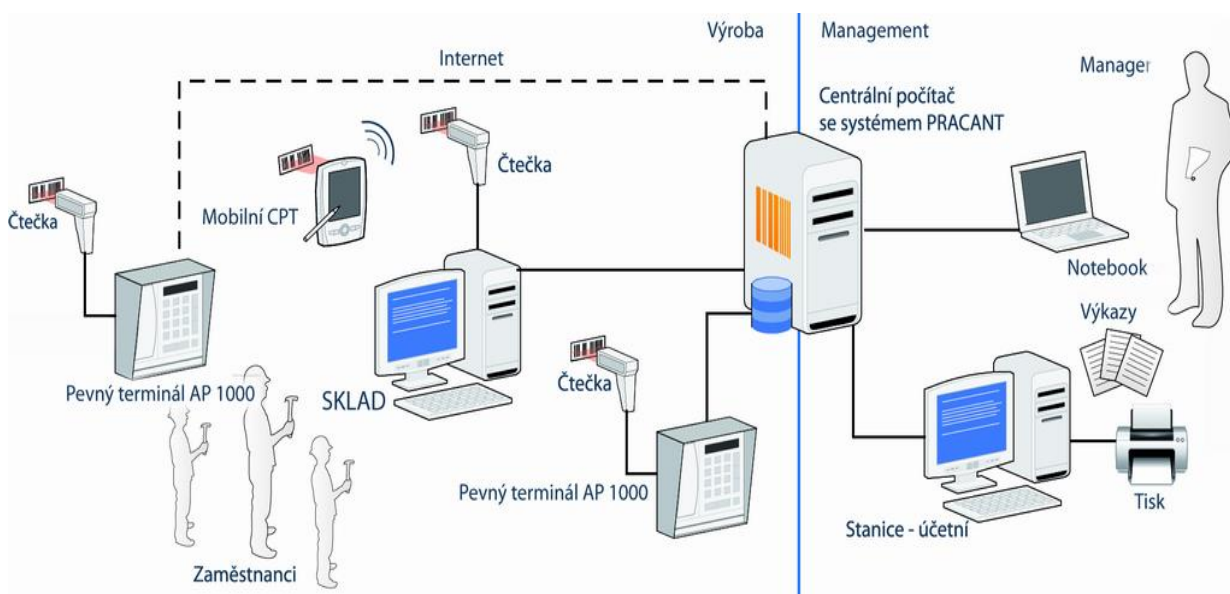 Výroba
Management
Internet
Manager
Centrální počítač
se systémem PRACANT
Čtečka
Mobilní CPT
Čtečka
Notebook
Výkazy
Pevný terminál AP 1000
SKLAD
Čtečka
Pevný terminál AP 1000
Stanice - účetní
Tisk
Zaměstnanci